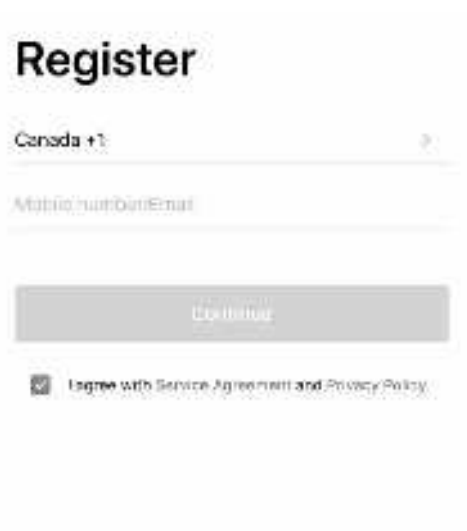 Register
Canada +1
Mobile number/Email
Continue
I agree with Service Agreement and Privacy Policy